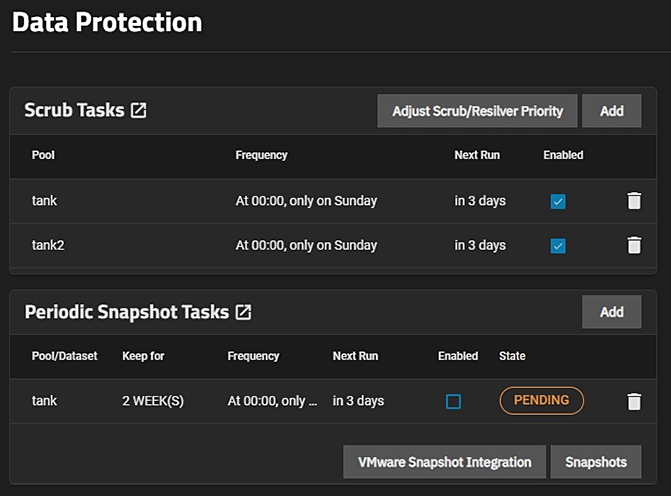 Data Protection
Scrub Tasks
Adjust Scrub/Resilver Priority
Add
Pool Frequency Next Run Enabled
tank At 00:00, only on Sunday in 3 days
tank2 At 00:00, only on Sunday in 3 days
Periodic Snapshot Tasks
Add
Pool/Dataset Keep for Frequency Next Run Enabled State
tank 2 WEEK(S) At 00:00, only ... in 3 days PENDING
VMware Snapshot Integration
Snapshots